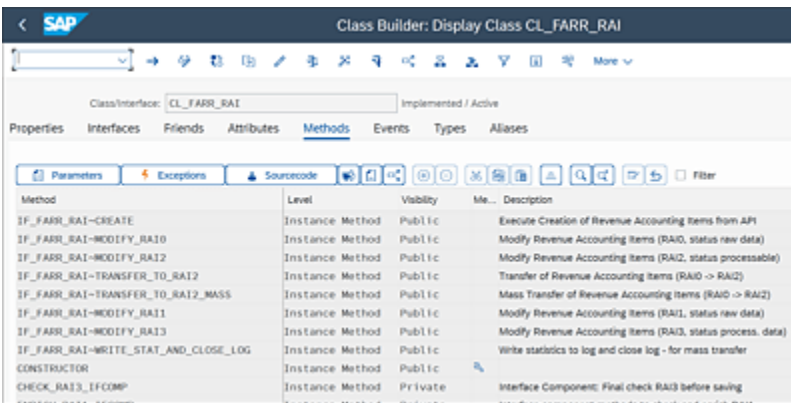 SAP Class Builder: Display Class CL_FARR_RAI
More
Class/Interface: CL_FARR_RAI Implemented / Active
Properties Interfaces Friends Attributes Methods Events Types Aliases
Parameters Exceptions Sourcecode Filter
Method Level Visibility Me... Description
IF_FARR_RAI~CREATE Instance Method Public Execute Creation of Revenue Accounting Items from API
IF_FARR_RAI~MODIFY_RAI0 Instance Method Public Modify Revenue Accounting Items (RAI0, status raw data)
IF_FARR_RAI~MODIFY_RAI2 Instance Method Public Modify Revenue Accounting Items (RAI2, status processable)
IF_FARR_RAI~TRANSFER_TO_RAI2 Instance Method Public Transfer of Revenue Accounting Items (RAI0 -> RAI2)
IF_FARR_RAI~TRANSFER_TO_RAI2_MASS Instance Method Public Mass Transfer of Revenue Accounting Items (RAI0 -> RAI2)
IF_FARR_RAI~MODIFY_RAI1 Instance Method Public Modify Revenue Accounting Items (RAI1, status raw data)
IF_FARR_RAI~MODIFY_RAI3 Instance Method Public Modify Revenue Accounting Items (RAI3, status process. data)
IF_FARR_RAI~WRITE_STAT_AND_CLOSE_LOG Instance Method Public Write statistics to log and close log - for mass transfer
CONSTRUCTOR Instance Method Public
CHECK_RAI3_IFCOMP Instance Method Private Interface Component: Final check RAI3 before saving